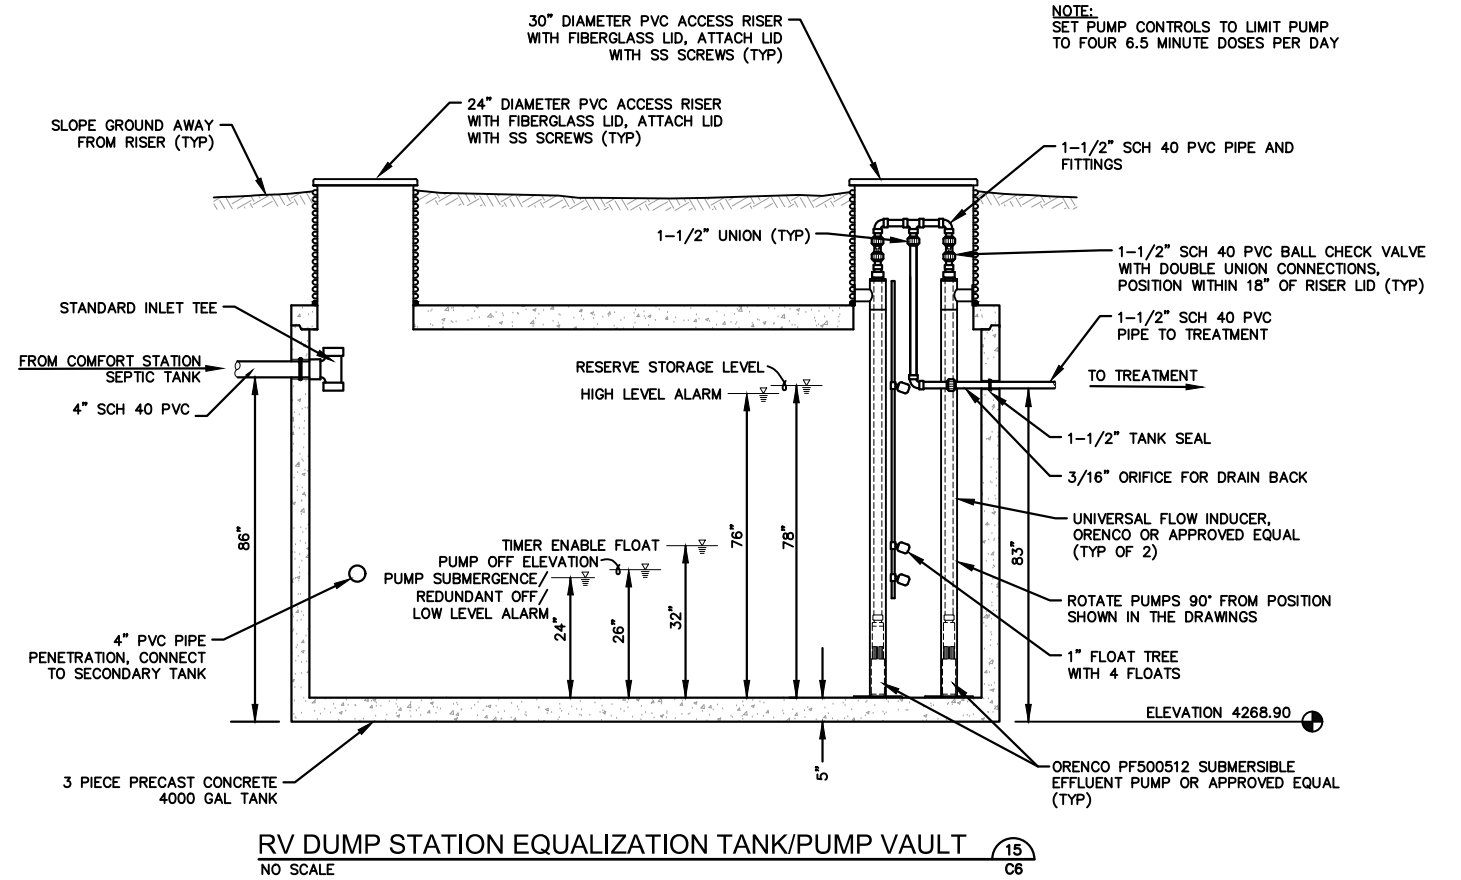 30" DIAMETER PVC ACCESS RISER
WITH FIBERGLASS LID, ATTACH LID
WITH SS SCREWS (TYP)
NOTE:
SET PUMP CONTROLS TO LIMIT PUMP
TO FOUR 6.5 MINUTE DOSES PER DAY
24" DIAMETER PVC ACCESS RISER
WITH FIBERGLASS LID, ATTACH LID
WITH SS SCREWS (TYP)
SLOPE GROUND AWAY
FROM RISER (TYP)
1-1/2" SCH 40 PVC PIPE AND
FITTINGS
1-1/2" UNION (TYP)
1-1/2" SCH 40 PVC BALL CHECK VALVE
WITH DOUBLE UNION CONNECTIONS,
POSITION WITHIN 18" OF RISER LID (TYP)
STANDARD INLET TEE
1-1/2" SCH 40 PVC
PIPE TO TREATMENT
FROM COMFORT STATION
SEPTIC TANK
RESERVE STORAGE LEVEL
HIGH LEVEL ALARM
TO TREATMENT
4" SCH 40 PVC
1-1/2" TANK SEAL
3/16" ORIFICE FOR DRAIN BACK
UNIVERSAL FLOW INDUCER,
ORENCO OR APPROVED EQUAL
(TYP OF 2)
86"
76"
78"
83"
TIMER ENABLE FLOAT
PUMP OFF ELEVATION
PUMP SUBMERGENCE/
REDUNDANT OFF/
LOW LEVEL ALARM
24"
26"
32"
ROTATE PUMPS 90° FROM POSITION
SHOWN IN THE DRAWINGS
4" PVC PIPE
PENETRATION, CONNECT
TO SECONDARY TANK
1" FLOAT TREE
WITH 4 FLOATS
ELEVATION 4268.90
5"
3 PIECE PRECAST CONCRETE
4000 GAL TANK
ORENCO PF500512 SUBMERSIBLE
EFFLUENT PUMP OR APPROVED EQUAL
(TYP)
RV DUMP STATION EQUALIZATION TANK/PUMP VAULT
NO SCALE
15
C6